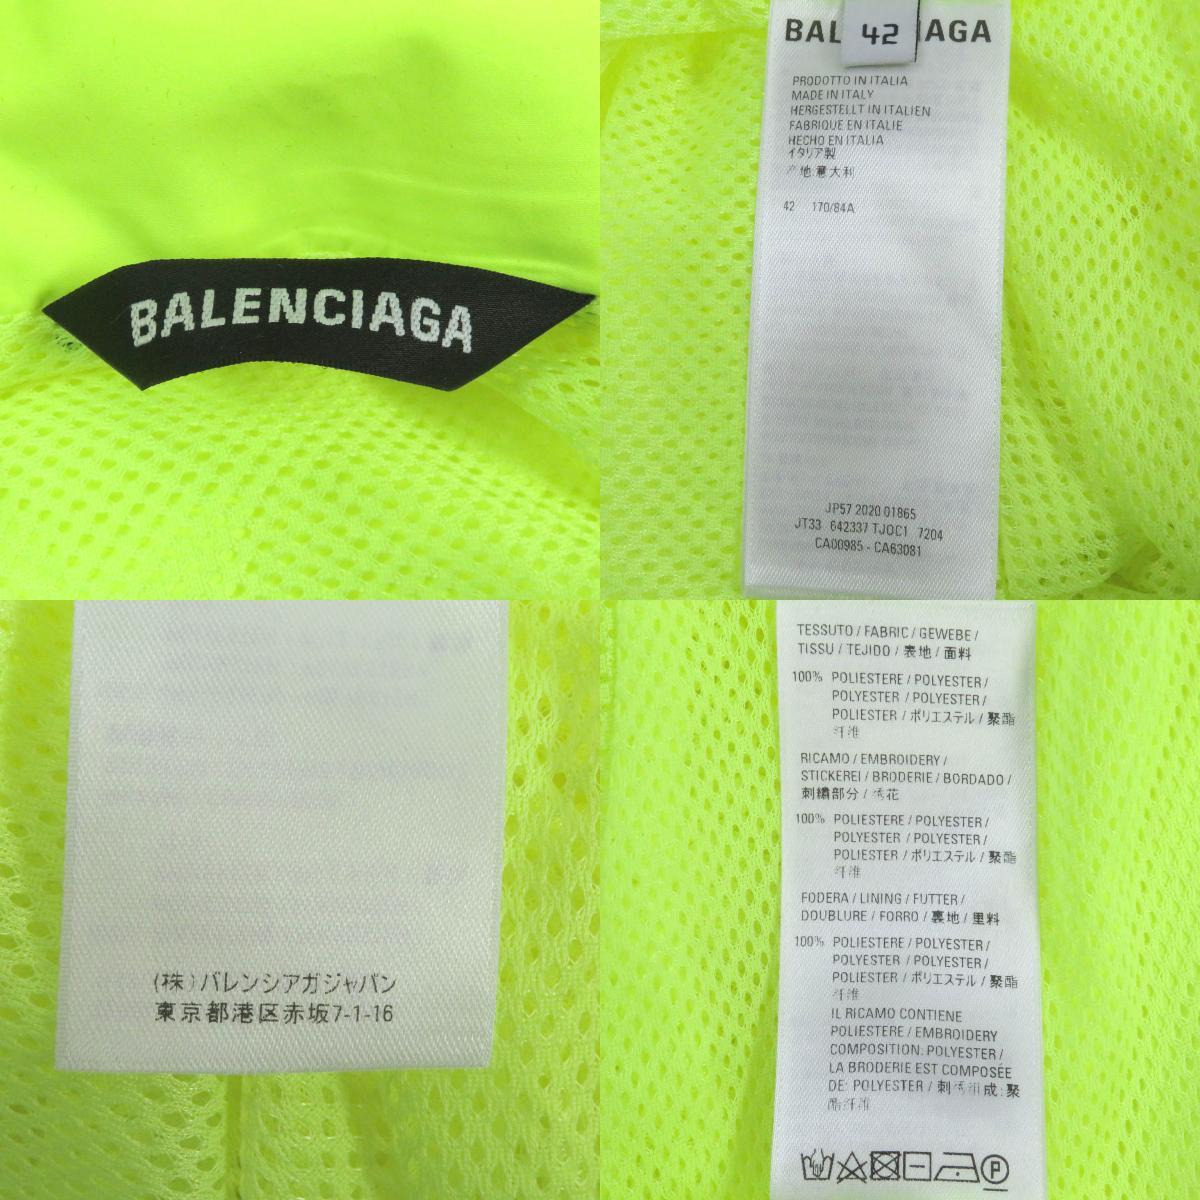 BALENCIAGA
BAL 42 IAGA
PRODOTTO IN ITALIA
MADE IN ITALY
HERGESTELLT IN ITALIEN
FABRIQUE EN ITALIE
HECHO EN ITALIA
イタリア製
产地:意大利
42 170/84A
JP57 2020 01865
JT33 642337 TJOC1 7204
CA00985 - CA63081
(株)バレンシアガジャパン
東京都港区赤坂7-1-16
TESSUTO / FABRIC / GEWEBE /
TISSU / TEJIDO / 表地 / 面料
100% POLIESTERE / POLYESTER /
POLYESTER / POLYESTER /
POLIESTER / ポリエステル / 聚酯
纤维
RICAMO / EMBROIDERY /
STICKEREI / BRODERIE / BORDADO /
刺繡部分 / 绣花
100% POLIESTERE / POLYESTER /
POLYESTER / POLYESTER /
POLIESTER / ポリエステル / 聚酯
纤维
FODERA / LINING / FUTTER /
DOUBLURE / FORRO / 裏地 / 里料
100% POLIESTERE / POLYESTER /
POLYESTER / POLYESTER /
POLIESTER / ポリエステル / 聚酯
纤维
IL RICAMO CONTIENE
POLIESTERE / EMBROIDERY
COMPOSITION: POLYESTER /
LA BRODERIE EST COMPOSÉE
DE: POLYESTER / 刺绣组成: 聚
酯纤维
P